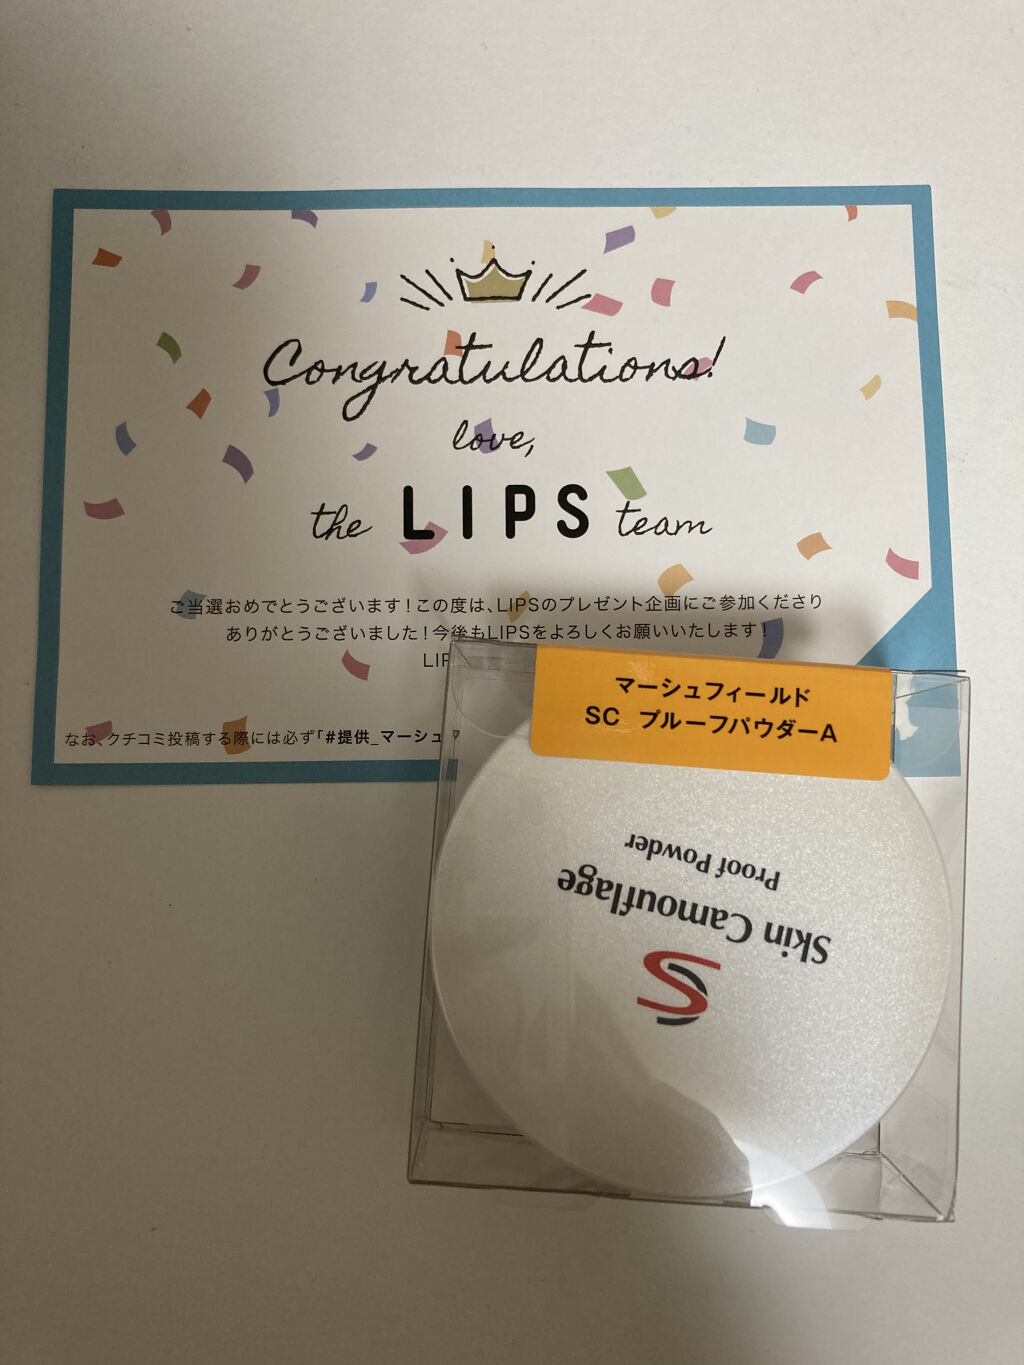 Congratulations!
love,
the LIPS team
ご当選おめでとうございます！この度は、LIPSのプレゼント企画にご参加くださり
ありがとうございました！今後もLIPSをよろしくお願いいたします！
LIP
なお、クチコミ投稿する際には必ず「#提供_マーシュ
マーシュフィールド
SC プルーフパウダーA
Skin Camouflage
Proof Powder